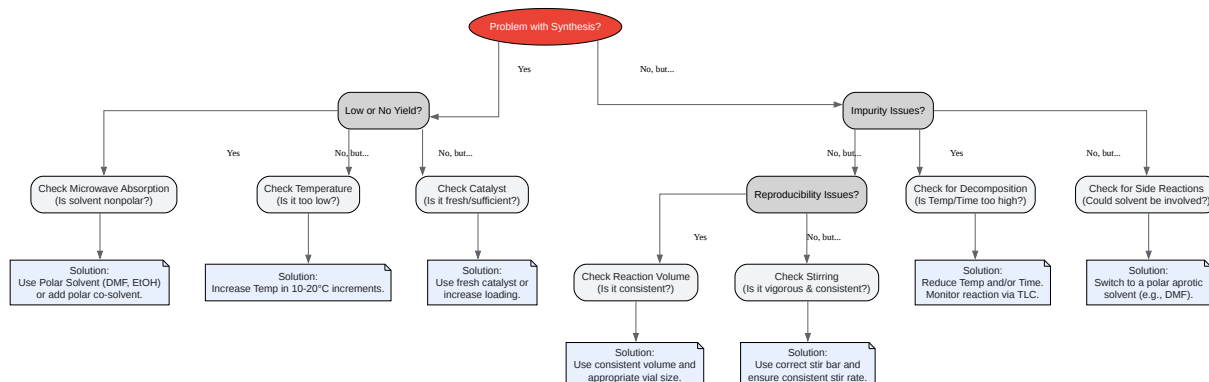 Problem with Synthesis?
Yes
No, but...
Low or No Yield?
Impurity Issues?
Yes
No, but...
No, but...
No, but...
Yes
No, but...
Check Microwave Absorption
(Is solvent nonpolar?)
Check Temperature
(Is it too low?)
Check Catalyst
(Is it fresh/sufficient?)
Reproducibility Issues?
Check for Decomposition
(Is Temp/Time too high?)
Check for Side Reactions
(Could solvent be involved?)
Yes
No, but...
Solution:
Use Polar Solvent (DMF, EtOH)
or add polar co-solvent.
Solution:
Increase Temp in 10-20°C increments.
Solution:
Use fresh catalyst or
increase loading.
Check Reaction Volume
(Is it consistent?)
Check Stirring
(Is it vigorous & consistent?)
Solution:
Reduce Temp and/or Time.
Monitor reaction via TLC.
Solution:
Switch to a polar aprotic
solvent (e.g., DMF).
Solution:
Use consistent volume and
appropriate vial size.
Solution:
Use correct stir bar and
ensure consistent stir rate.